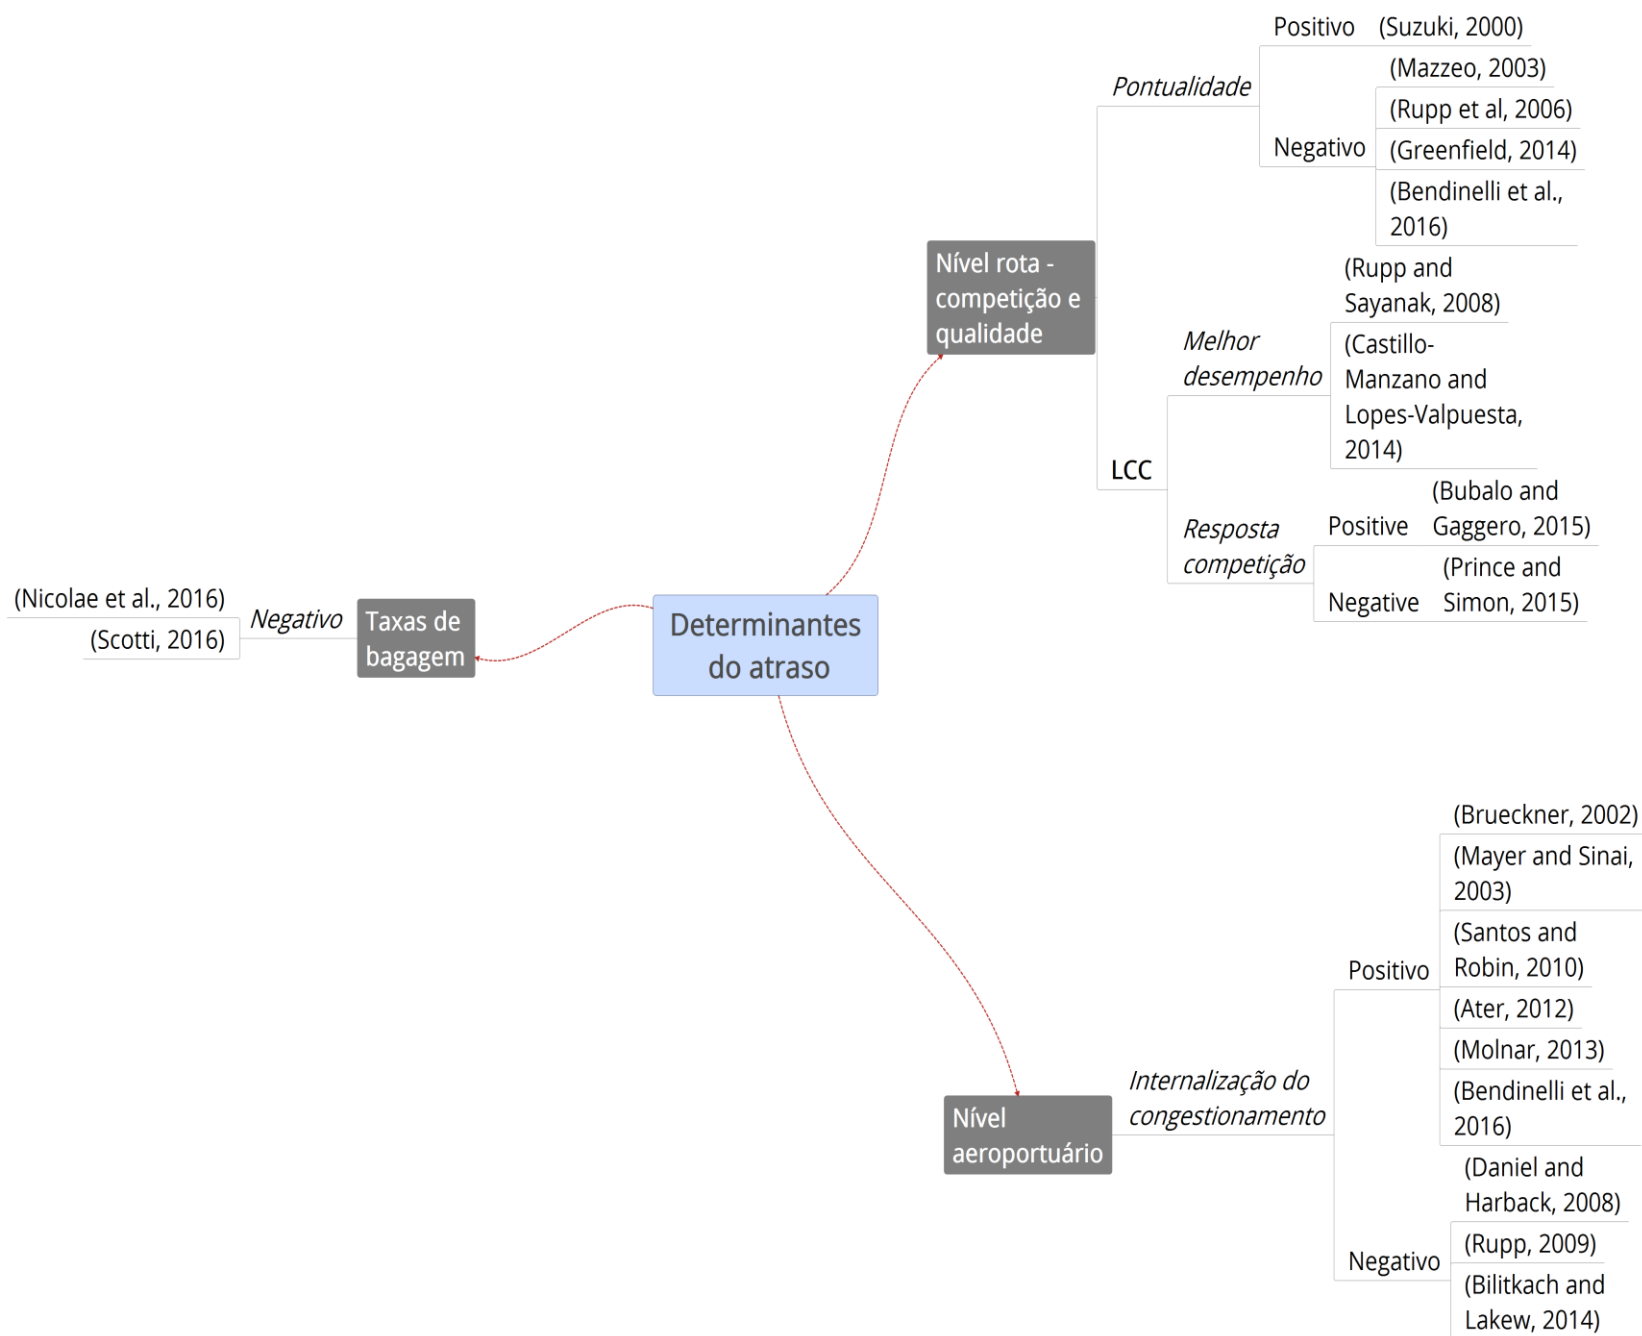 Positivo (Suzuki, 2000)
(Mazzeo, 2003)
Pontualidade
(Rupp et al, 2006)
Negativo
(Greenfield, 2014)
(Bendinelli et al.,
2016)
Nível rota -
competição e
qualidade
(Rupp and
Sayanak, 2008)
Melhor
desempenho
(Castillo-
Manzano and
Lopes-Valpuesta,
2014)
LCC
Resposta
competição
Positive
(Bubalo and
Gaggero, 2015)
Negative
(Prince and
Simon, 2015)
(Nicolae et al., 2016)
(Scotti, 2016)
Negativo
Taxas de
bagagem
Determinantes
do atraso
(Brueckner, 2002)
(Mayer and Sinai,
2003)
(Santos and
Robin, 2010)
Positivo
(Ater, 2012)
(Molnar, 2013)
(Bendinelli et al.,
2016)
Internalização do
congestionamento
Nível
aeroportuário
(Daniel and
Harback, 2008)
(Rupp, 2009)
Negativo
(Bilitkach and
Lakew, 2014)